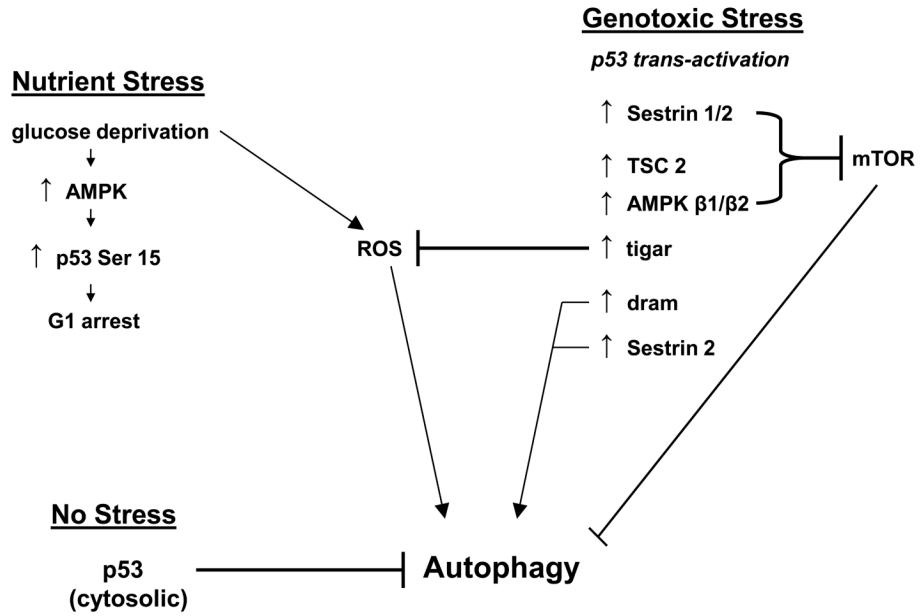 Genotoxic Stress
p53 trans-activation
Nutrient Stress
glucose deprivation
↑ AMPK
↑ p53 Ser 15
G1 arrest
↑ Sestrin 1/2
↑ TSC 2
↑ AMPK β1/β2
mTOR
ROS
↑ tigar
↑ dram
↑ Sestrin 2
No Stress
p53
(cytosolic)
Autophagy